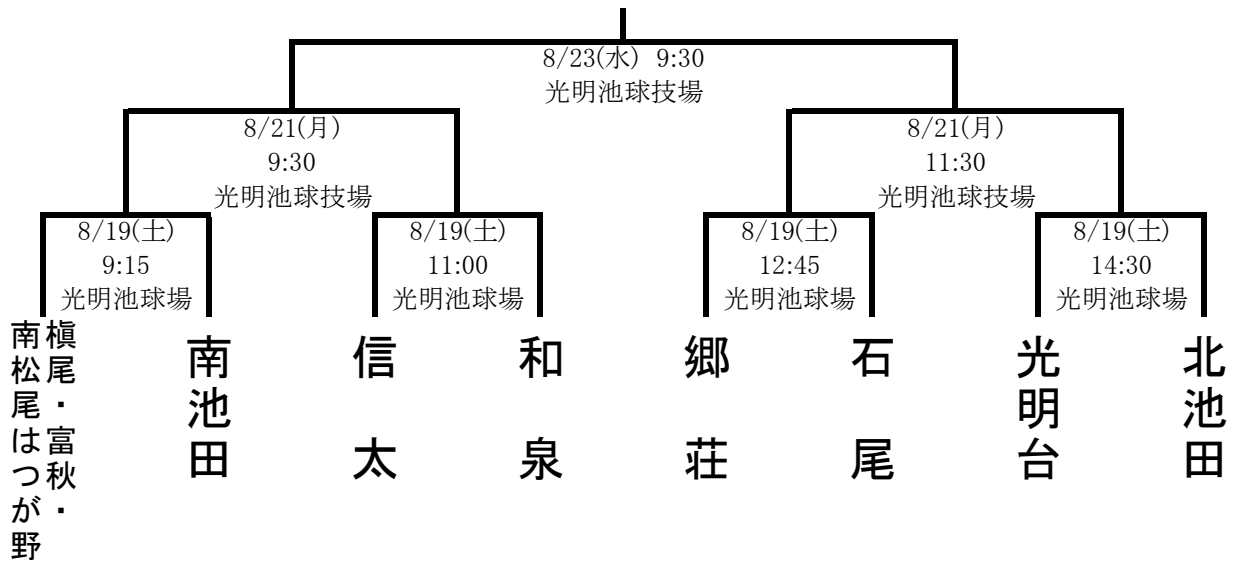 8/23(水) 9:30
光明池球技場
8/21(月)
9:30
光明池球技場
8/21(月)
11:30
光明池球技場
8/19(土)
9:15
光明池球場
8/19(土)
11:00
光明池球場
8/19(土)
12:45
光明池球場
8/19(土)
14:30
光明池球場
槇尾・富秋・
南松尾はつが野
南池田
信太
和泉
郷荘
石尾
光明台
北池田